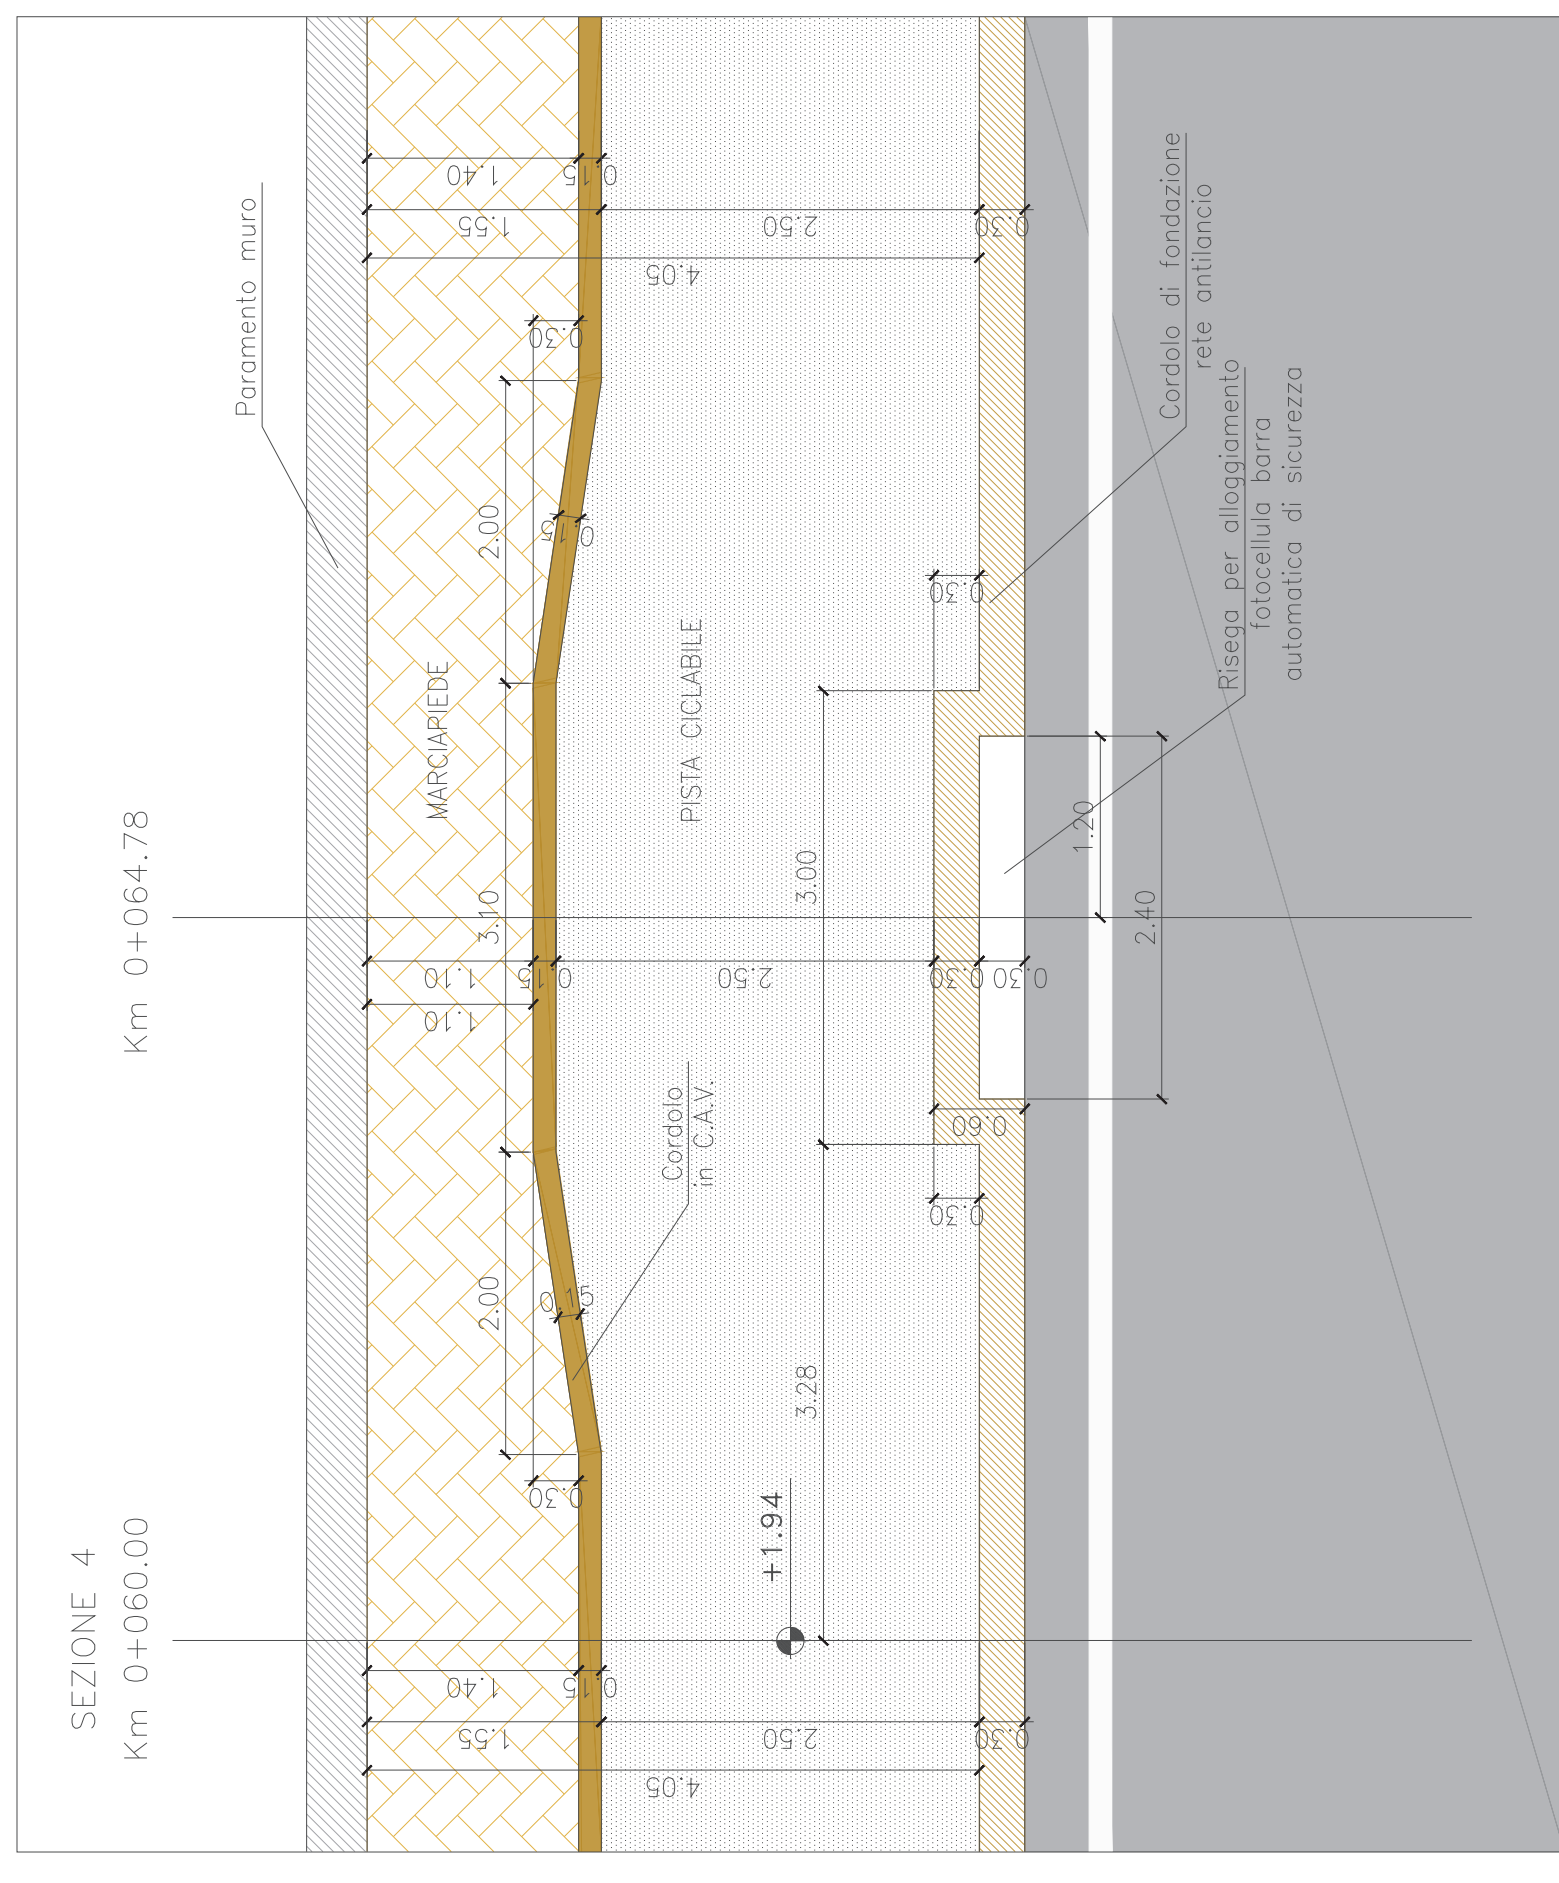 SEZIONE 4
Km 0+060.00
Km 0+064.78
Paramento muro
MARCIAPIEDE
PISTA CICLABILE
Cordolo
in C.A.V.
Cordolo di fondazione
rete antilancio
Risega per alloggiamento
fotocellula barra
automatica di sicurezza
+1.94
1.40
0.15
1.55
2.50
0.30
4.05
0.30
2.00
0.15
0.30
3.10
3.00
1.20
2.40
1.10
0.15
2.50
0.30
0.30
1.10
0.60
0.30
2.00
0.15
3.28
0.30
1.40
0.15
1.55
2.50
0.30
4.05